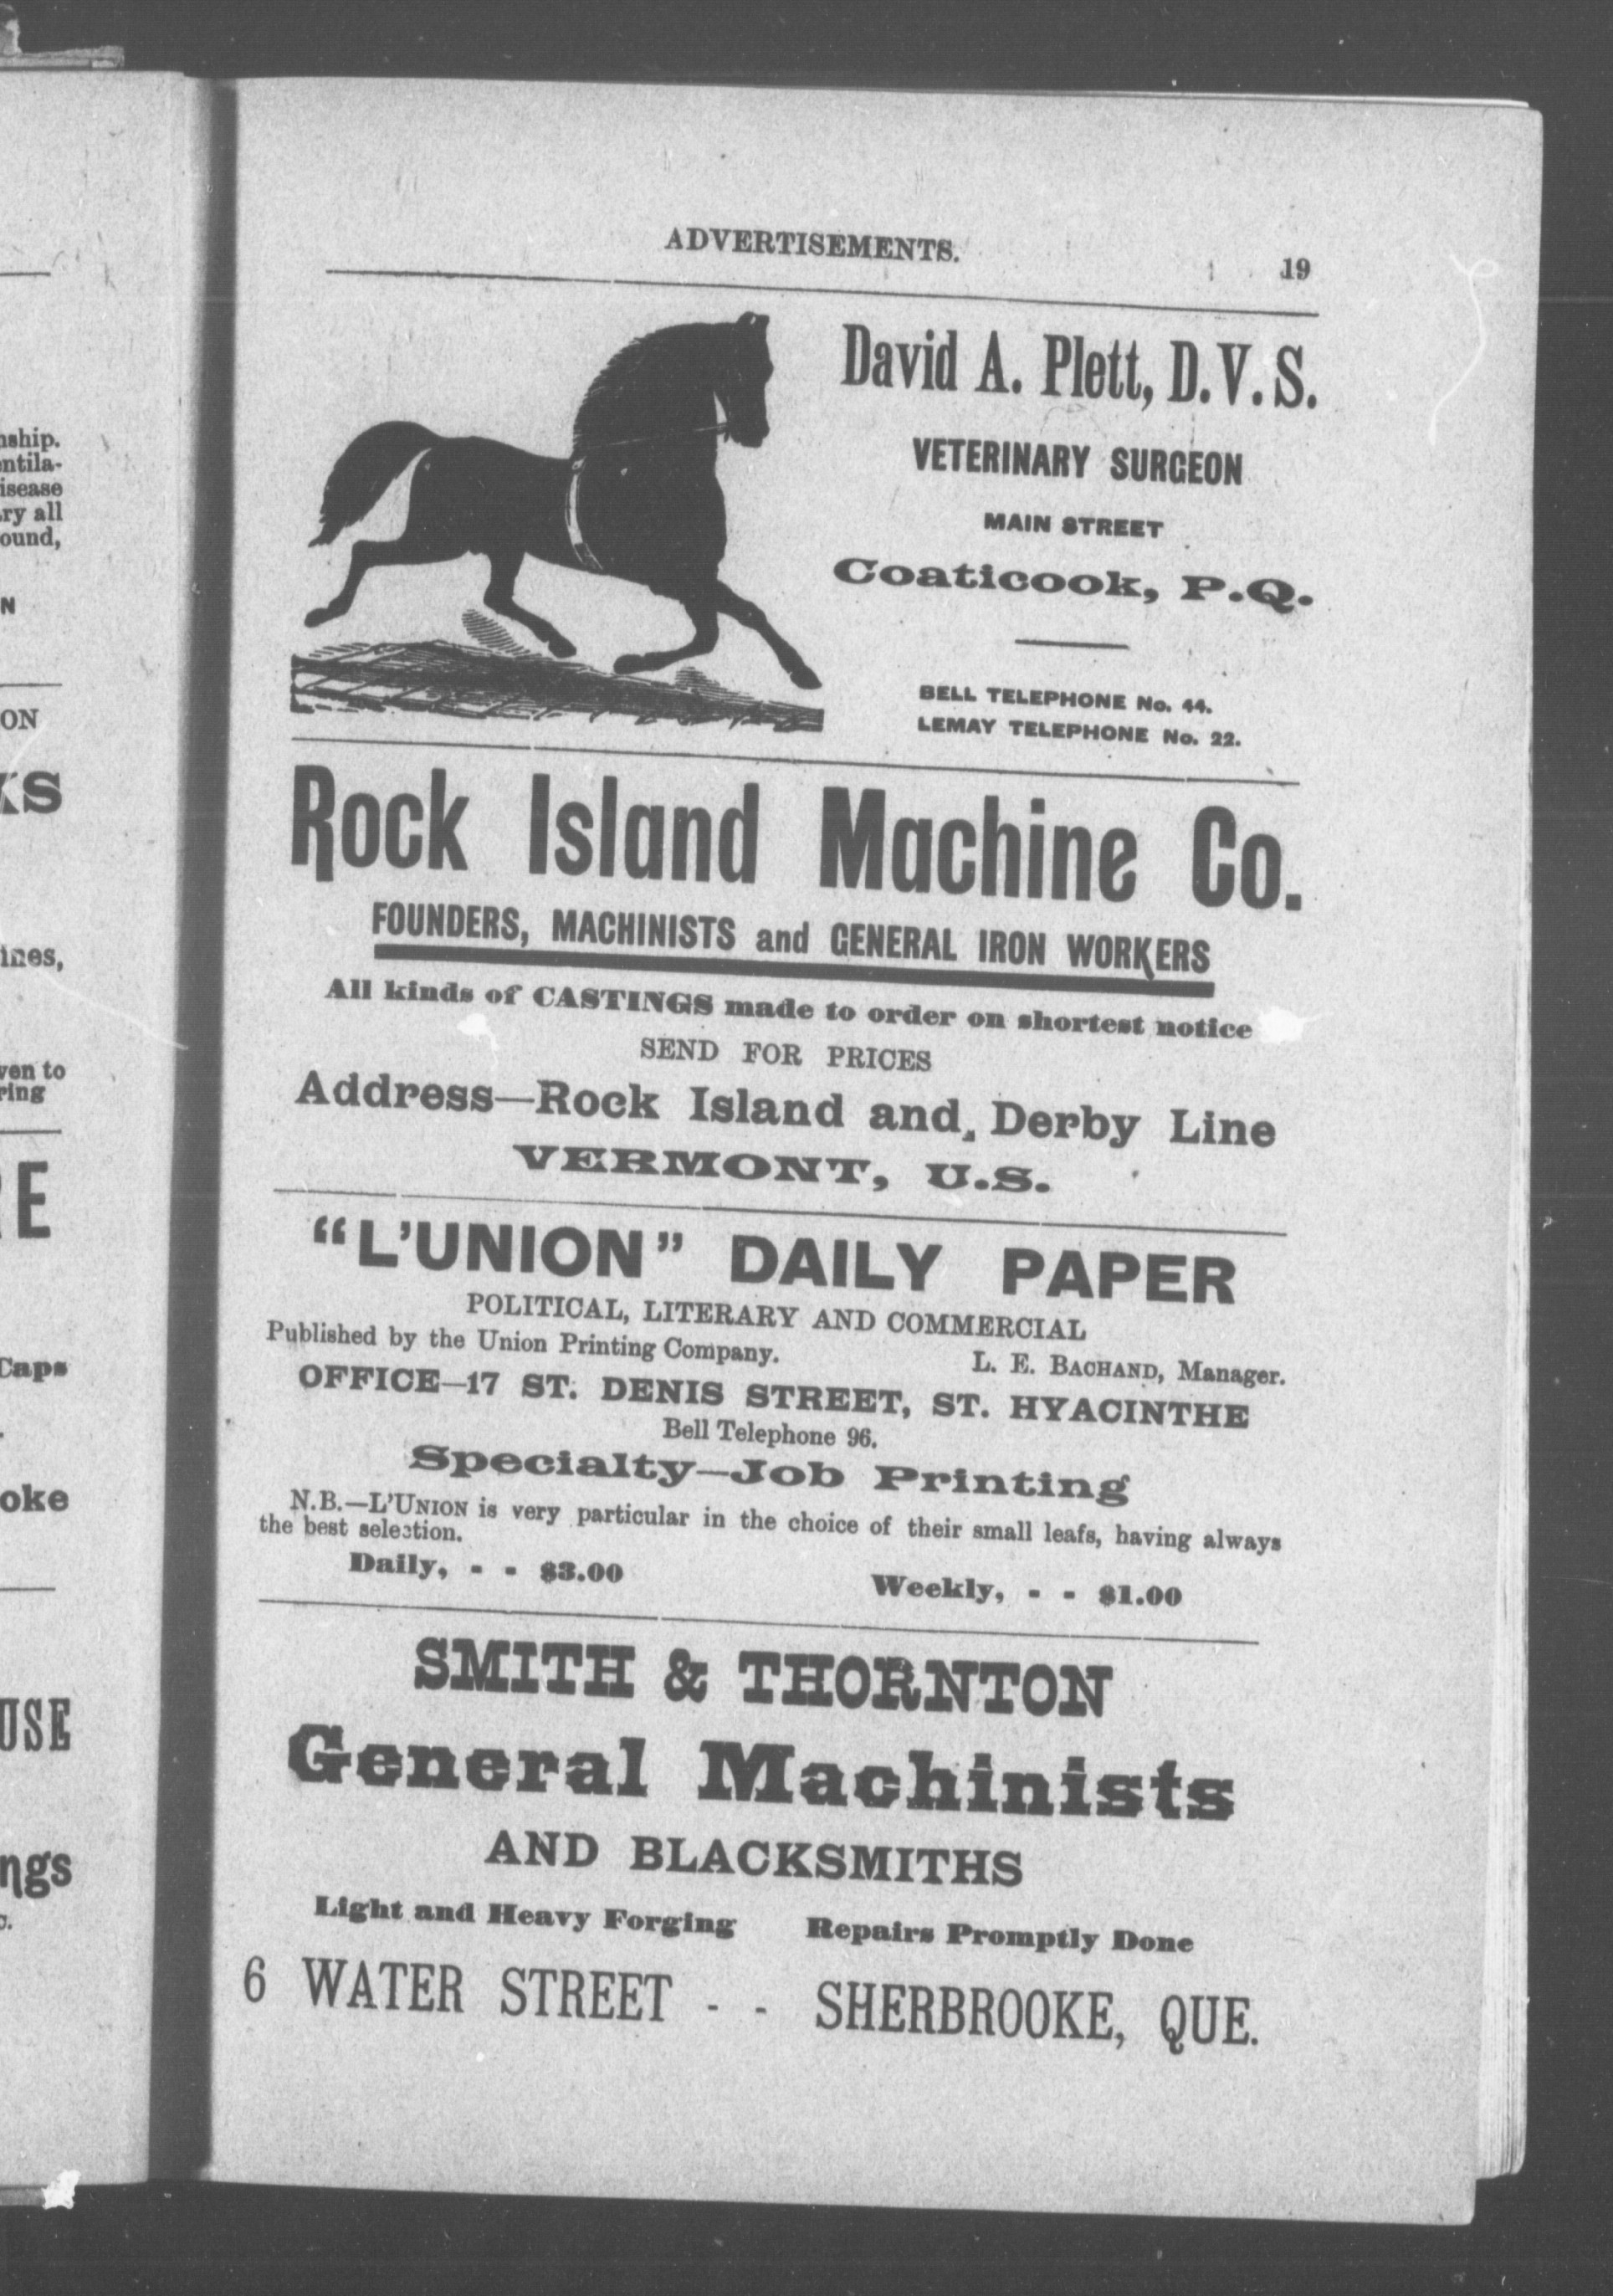 ADVERTISEMENTS.
19
David A. Plett, D.V.S.
VETERINARY SURGEON
MAIN STREET
Coaticook, P.Q.
BELL TELEPHONE No. 44.
LEMAY TELEPHONE No. 22.
Rock Island Machine Co.
FOUNDERS, MACHINISTS and GENERAL IRON WORKERS
All kinds of CASTINGS made to order on shortest notice
SEND FOR PRICES
Address—Rock Island and, Derby Line
VERMONT, U.S.
"L'UNION" DAILY PAPER
POLITICAL, LITERARY AND COMMERCIAL
Published by the Union Printing Company. L. E. BACHAND, Manager.
OFFICE—17 ST. DENIS STREET, ST. HYACINTHE
Bell Telephone 96.
Specialty—Job Printing
N.B.—L'UNION is very particular in the choice of their small leafs, having always
the best selection.
Daily, - - $3.00 Weekly, - - $1.00
SMITH & THORNTON
General Machinists
AND BLACKSMITHS
Light and Heavy Forging Repairs Promptly Done
6 WATER STREET - - SHERBROOKE, QUE.